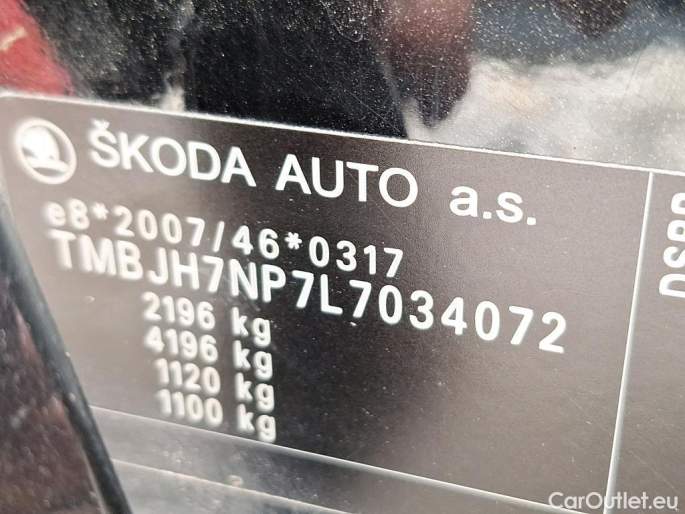 ŠKODA AUTO a.s.
e8*2007/46*0317
TMBJH7NP7L7034072
2196 kg
4196 kg
1120 kg
1100 kg
CarOutlet.eu